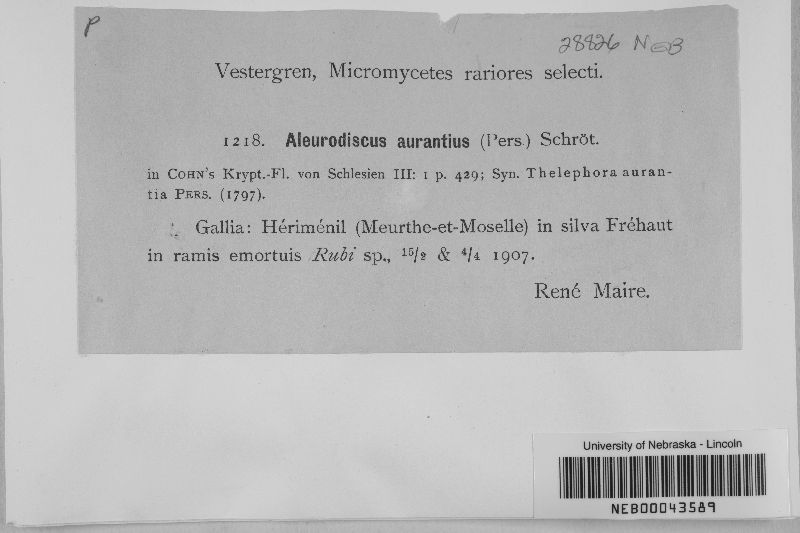 P
28826 NEB
Vestergren, Micromycetes rariores selecti.
1218. Aleurodiscus aurantius (Pers.) Schröt.
in COHN's Krypt.-Fl. von Schlesien III: 1 p. 429; Syn. Thelephora auran-
tia PERS. (1797).
Gallia: Hériménil (Meurthe-et-Moselle) in silva Fréhaut
in ramis emortuis Rubi sp., 15/2 & 4/4 1907.
René Maire.
University of Nebraska - Lincoln
NEB00043589